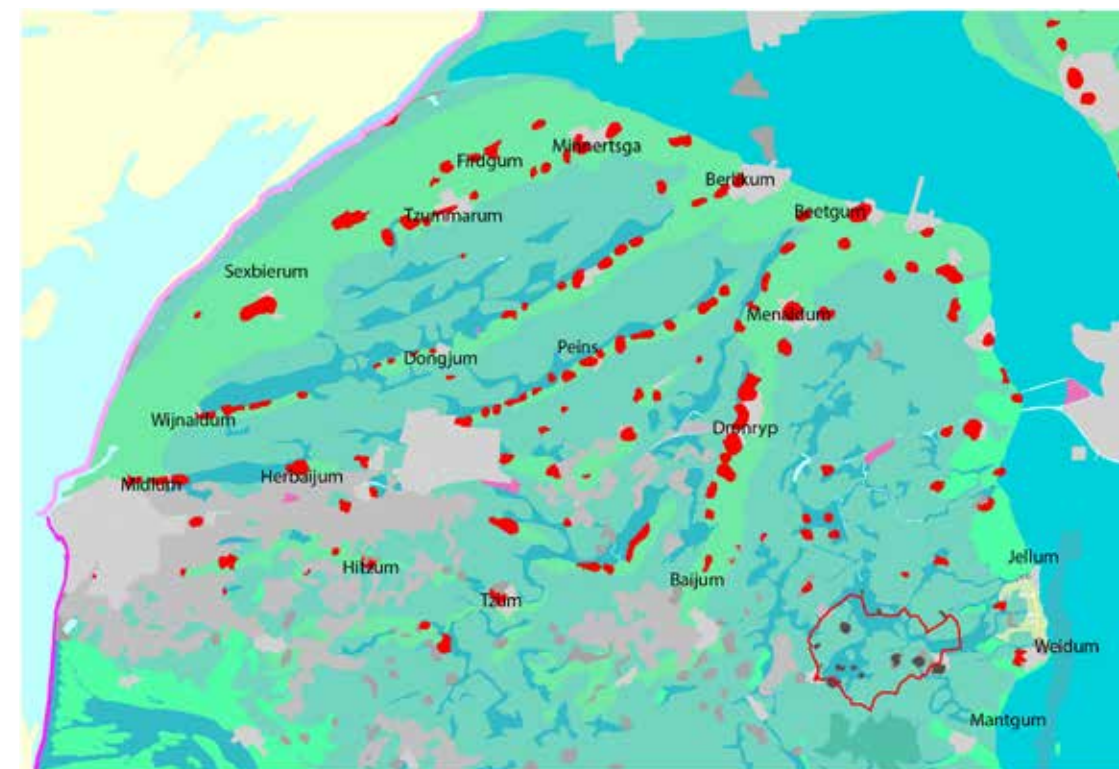 Minnertsga
Firdgum
Berlikum
Tzummarum
Beetgum
Sexbierum
Menaldum
Peins
Dongjum
Wijnaldum
Dronryp
Herbaijum
Midlum
Jellum
Hitzum
Baijum
Tzum
Weidum
Mantgum